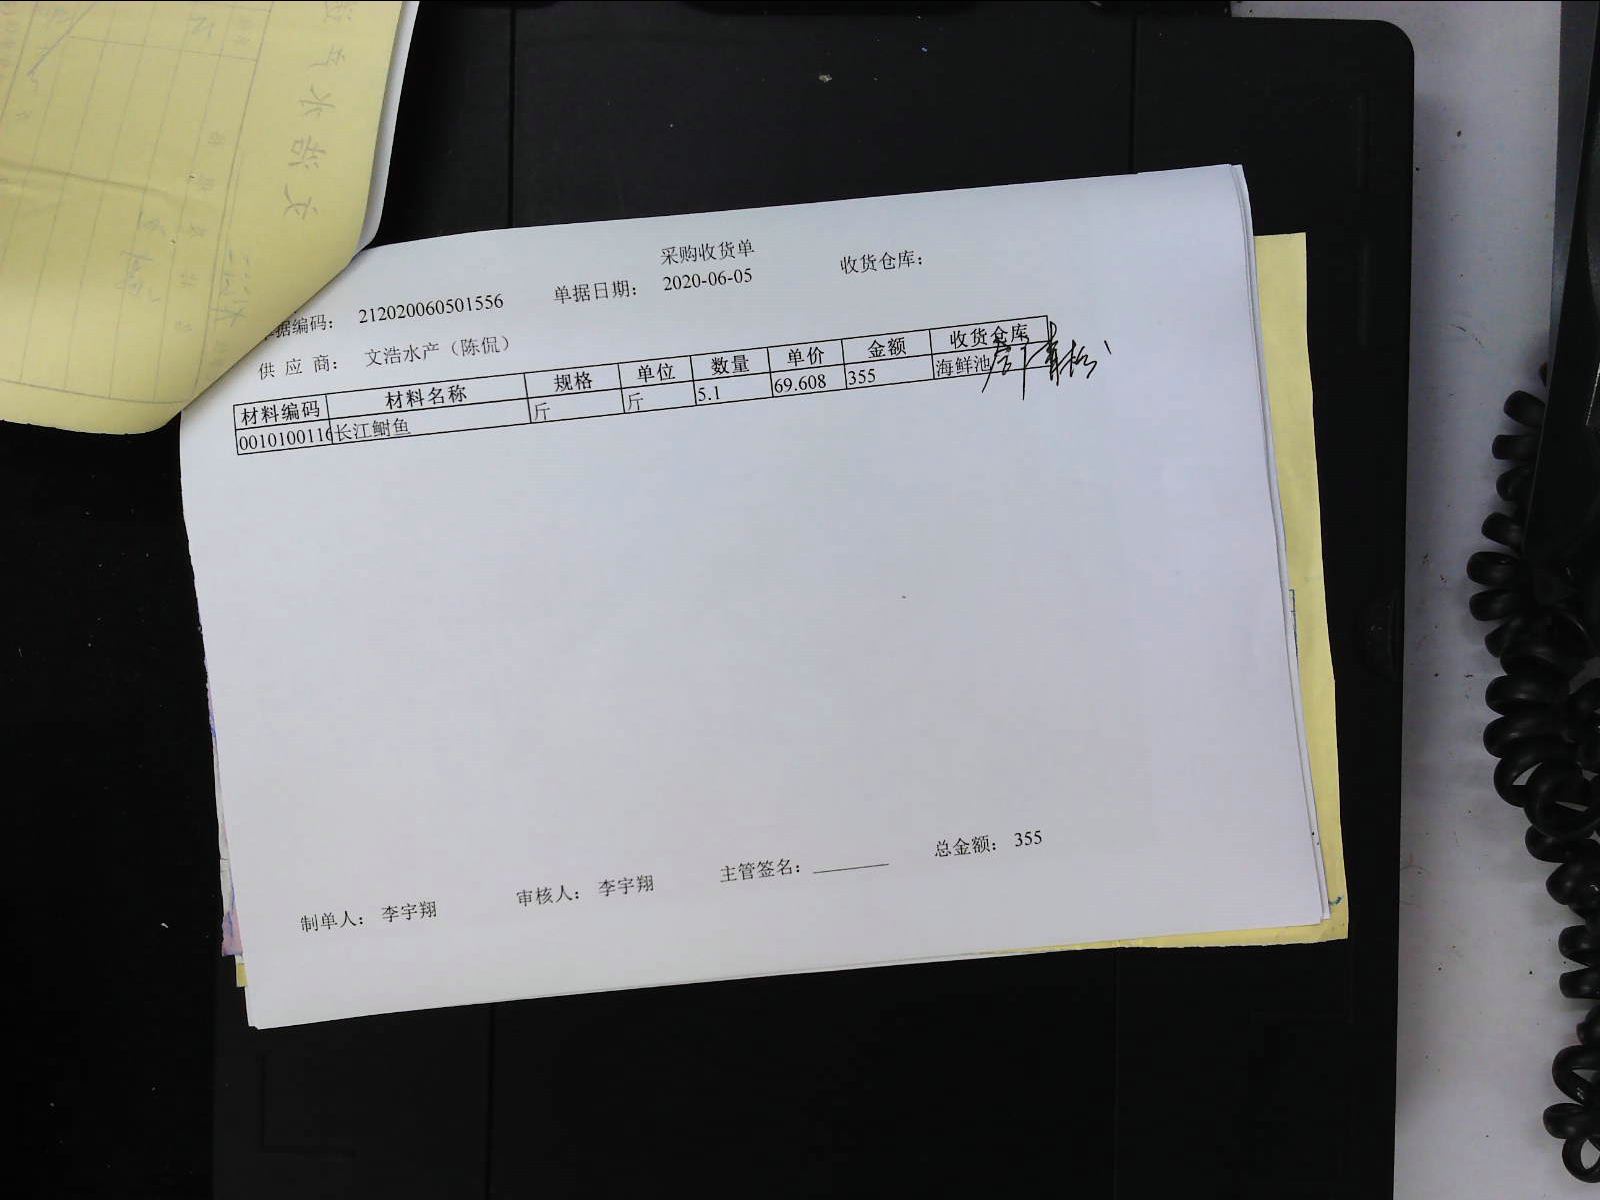 采购收货单
据编码： 212020060501556 单据日期： 2020-06-05 收货仓库：
供 应 商： 文浩水产（陈侃）
材料编码 材料名称 规格 单位 数量 单价 金额 收货仓库
0010100116 长江鮰鱼 斤 斤 5.1 69.608 355 海鲜池
制单人： 李宇翔 审核人： 李宇翔 主管签名： 总金额： 355